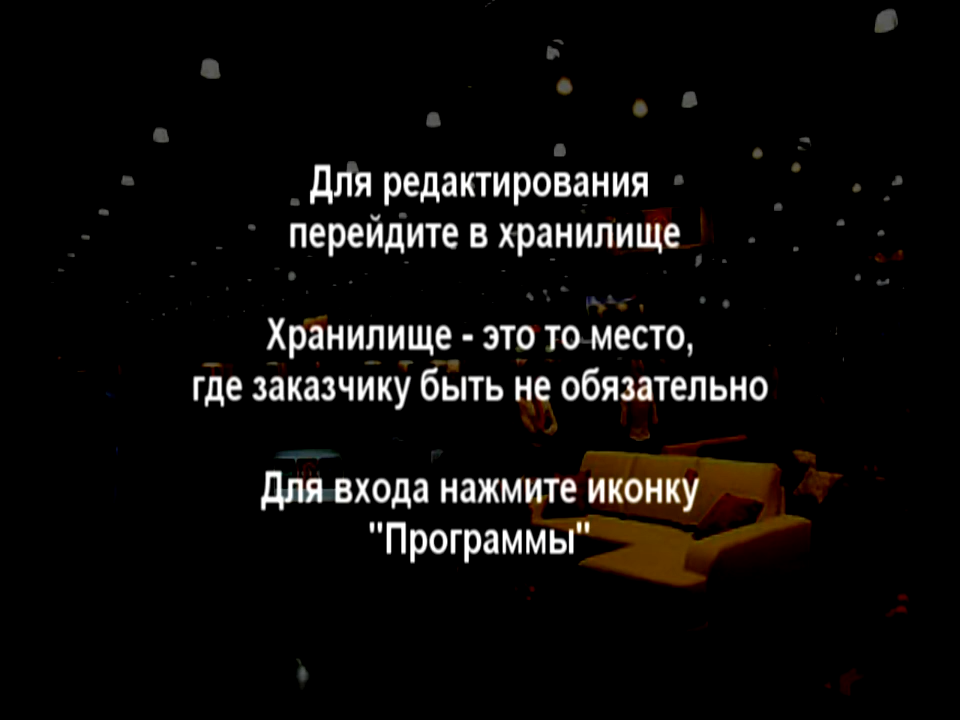 Для редактирования
перейдите в хранилище
Хранилище - это то место,
где заказчику быть не обязательно
Для входа нажмите иконку
"Программы"